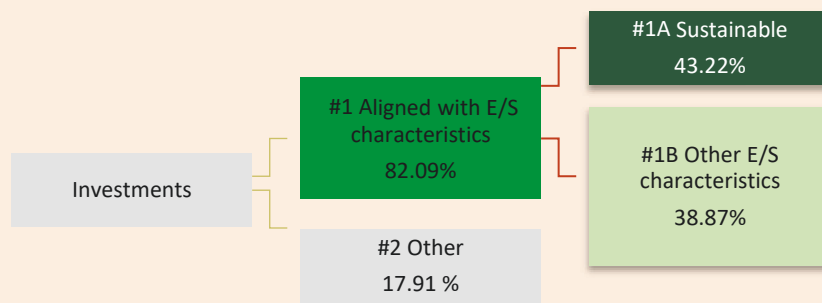 #1A Sustainable
43.22%
#1 Aligned with E/S
characteristics
82.09%
#1B Other E/S
characteristics
38.87%
Investments
#2 Other
17.91 %